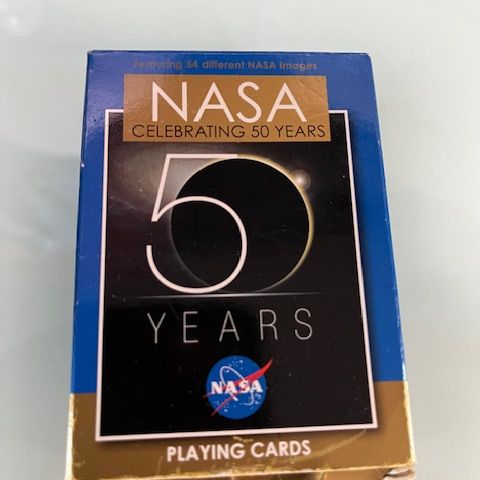 Featuring 54 different NASA images
NASA
CELEBRATING 50 YEARS
50
YEARS
NASA
PLAYING CARDS